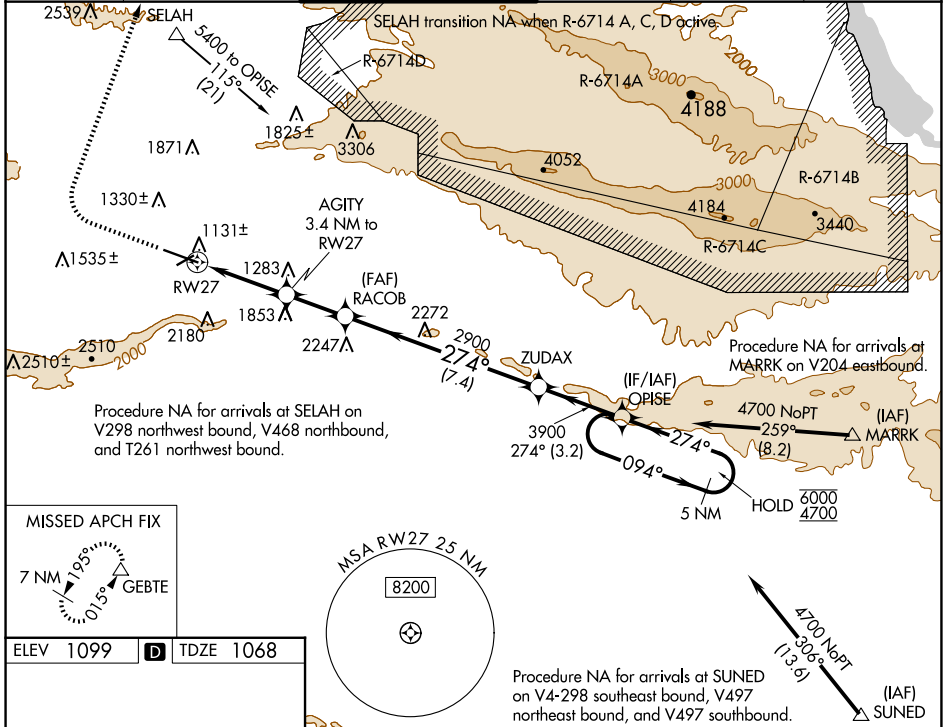 2539
SELAH
SELAH transition NA when R-6714 A, C, D active.
5400 to OPISE
115°
(21)
R-6714D
R-6714A
3000
2000
4188
1825±
3306
1871
4052
3000
R-6714B
1330±
4184
3440
R-6714C
AGITY
3.4 NM to
RW27
1131±
1535±
1283
RW27
(FAF)
RACOB
1853
2180
2247
2272
2900
274°
(7.4)
ZUDAX
Procedure NA for arrivals at
MARRK on V204 eastbound.
2510±
2510
2000
(IF/IAF)
OPISE
4700 NoPT
259°
(8.2)
(IAF)
MARRK
Procedure NA for arrivals at SELAH on
V298 northwest bound, V468 northbound,
and T261 northwest bound.
3900
274° (3.2)
274°
094°
5 NM
HOLD
6000
4700
MISSED APCH FIX
7 NM
195°
015°
GEBTE
MSA RW27 25 NM
8200
4700 NoPT
306°
(13.6)
ELEV 1099
D
TDZE 1068
Procedure NA for arrivals at SUNED
on V4-298 southeast bound, V497
northeast bound, and V497 southbound.
(IAF)
SUNED